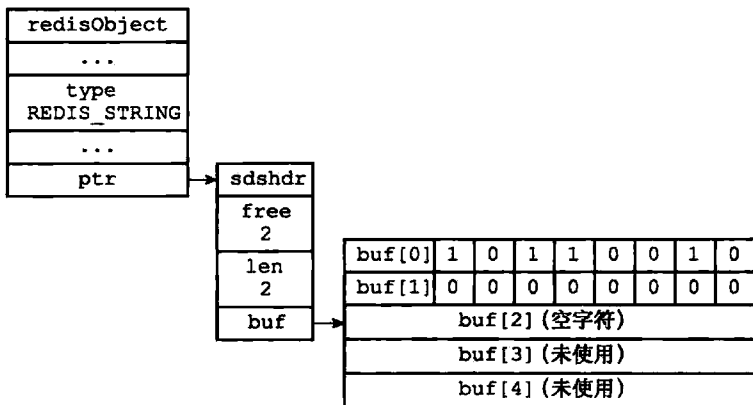 redisObject
...
type
REDIS_STRING
...
ptr
sdshdr
free
2
len
2
buf
buf[0] 1 0 1 1 0 0 1 0
buf[1] 0 0 0 0 0 0 0 0
buf[2](空字符)
buf[3](未使用)
buf[4](未使用)